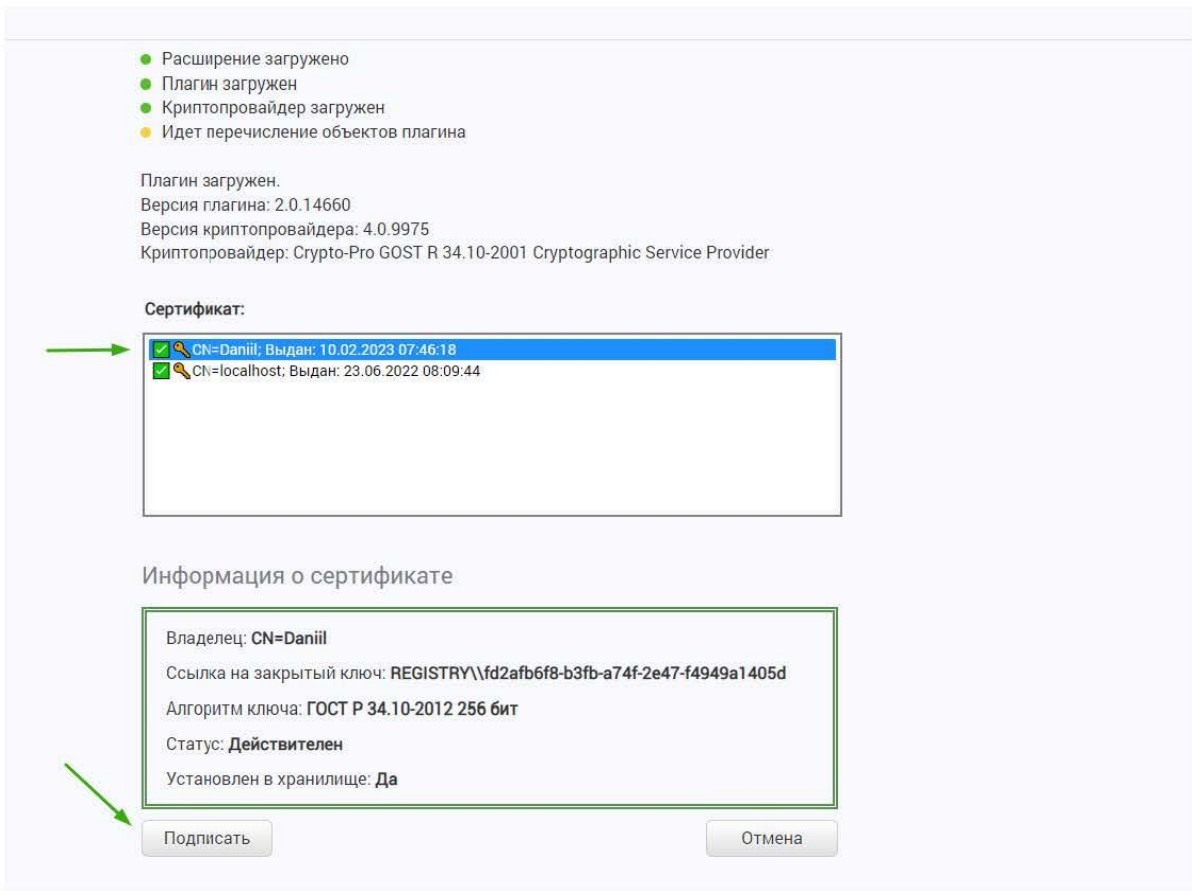 Расширение загружено
Плагин загружен
Криптопровайдер загружен
Идет перечисление объектов плагина
Плагин загружен.
Версия плагина: 2.0.14660
Версия криптопровайдера: 4.0.9975
Криптопровайдер: Crypto-Pro GOST R 34.10-2001 Cryptographic Service Provider
Сертификат:
CN=Daniil; Выдан: 10.02.2023 07:46:18
CN=localhost; Выдан: 23.06.2022 08:09:44
Информация о сертификате
Владелец: CN=Daniil
Ссылка на закрытый ключ: REGISTRY\\fd2afb6f8-b3fb-a74f-2e47-f4949a1405d
Алгоритм ключа: ГОСТ Р 34.10-2012 256 бит
Статус: Действителен
Установлен в хранилище: Да
Подписать Отмена